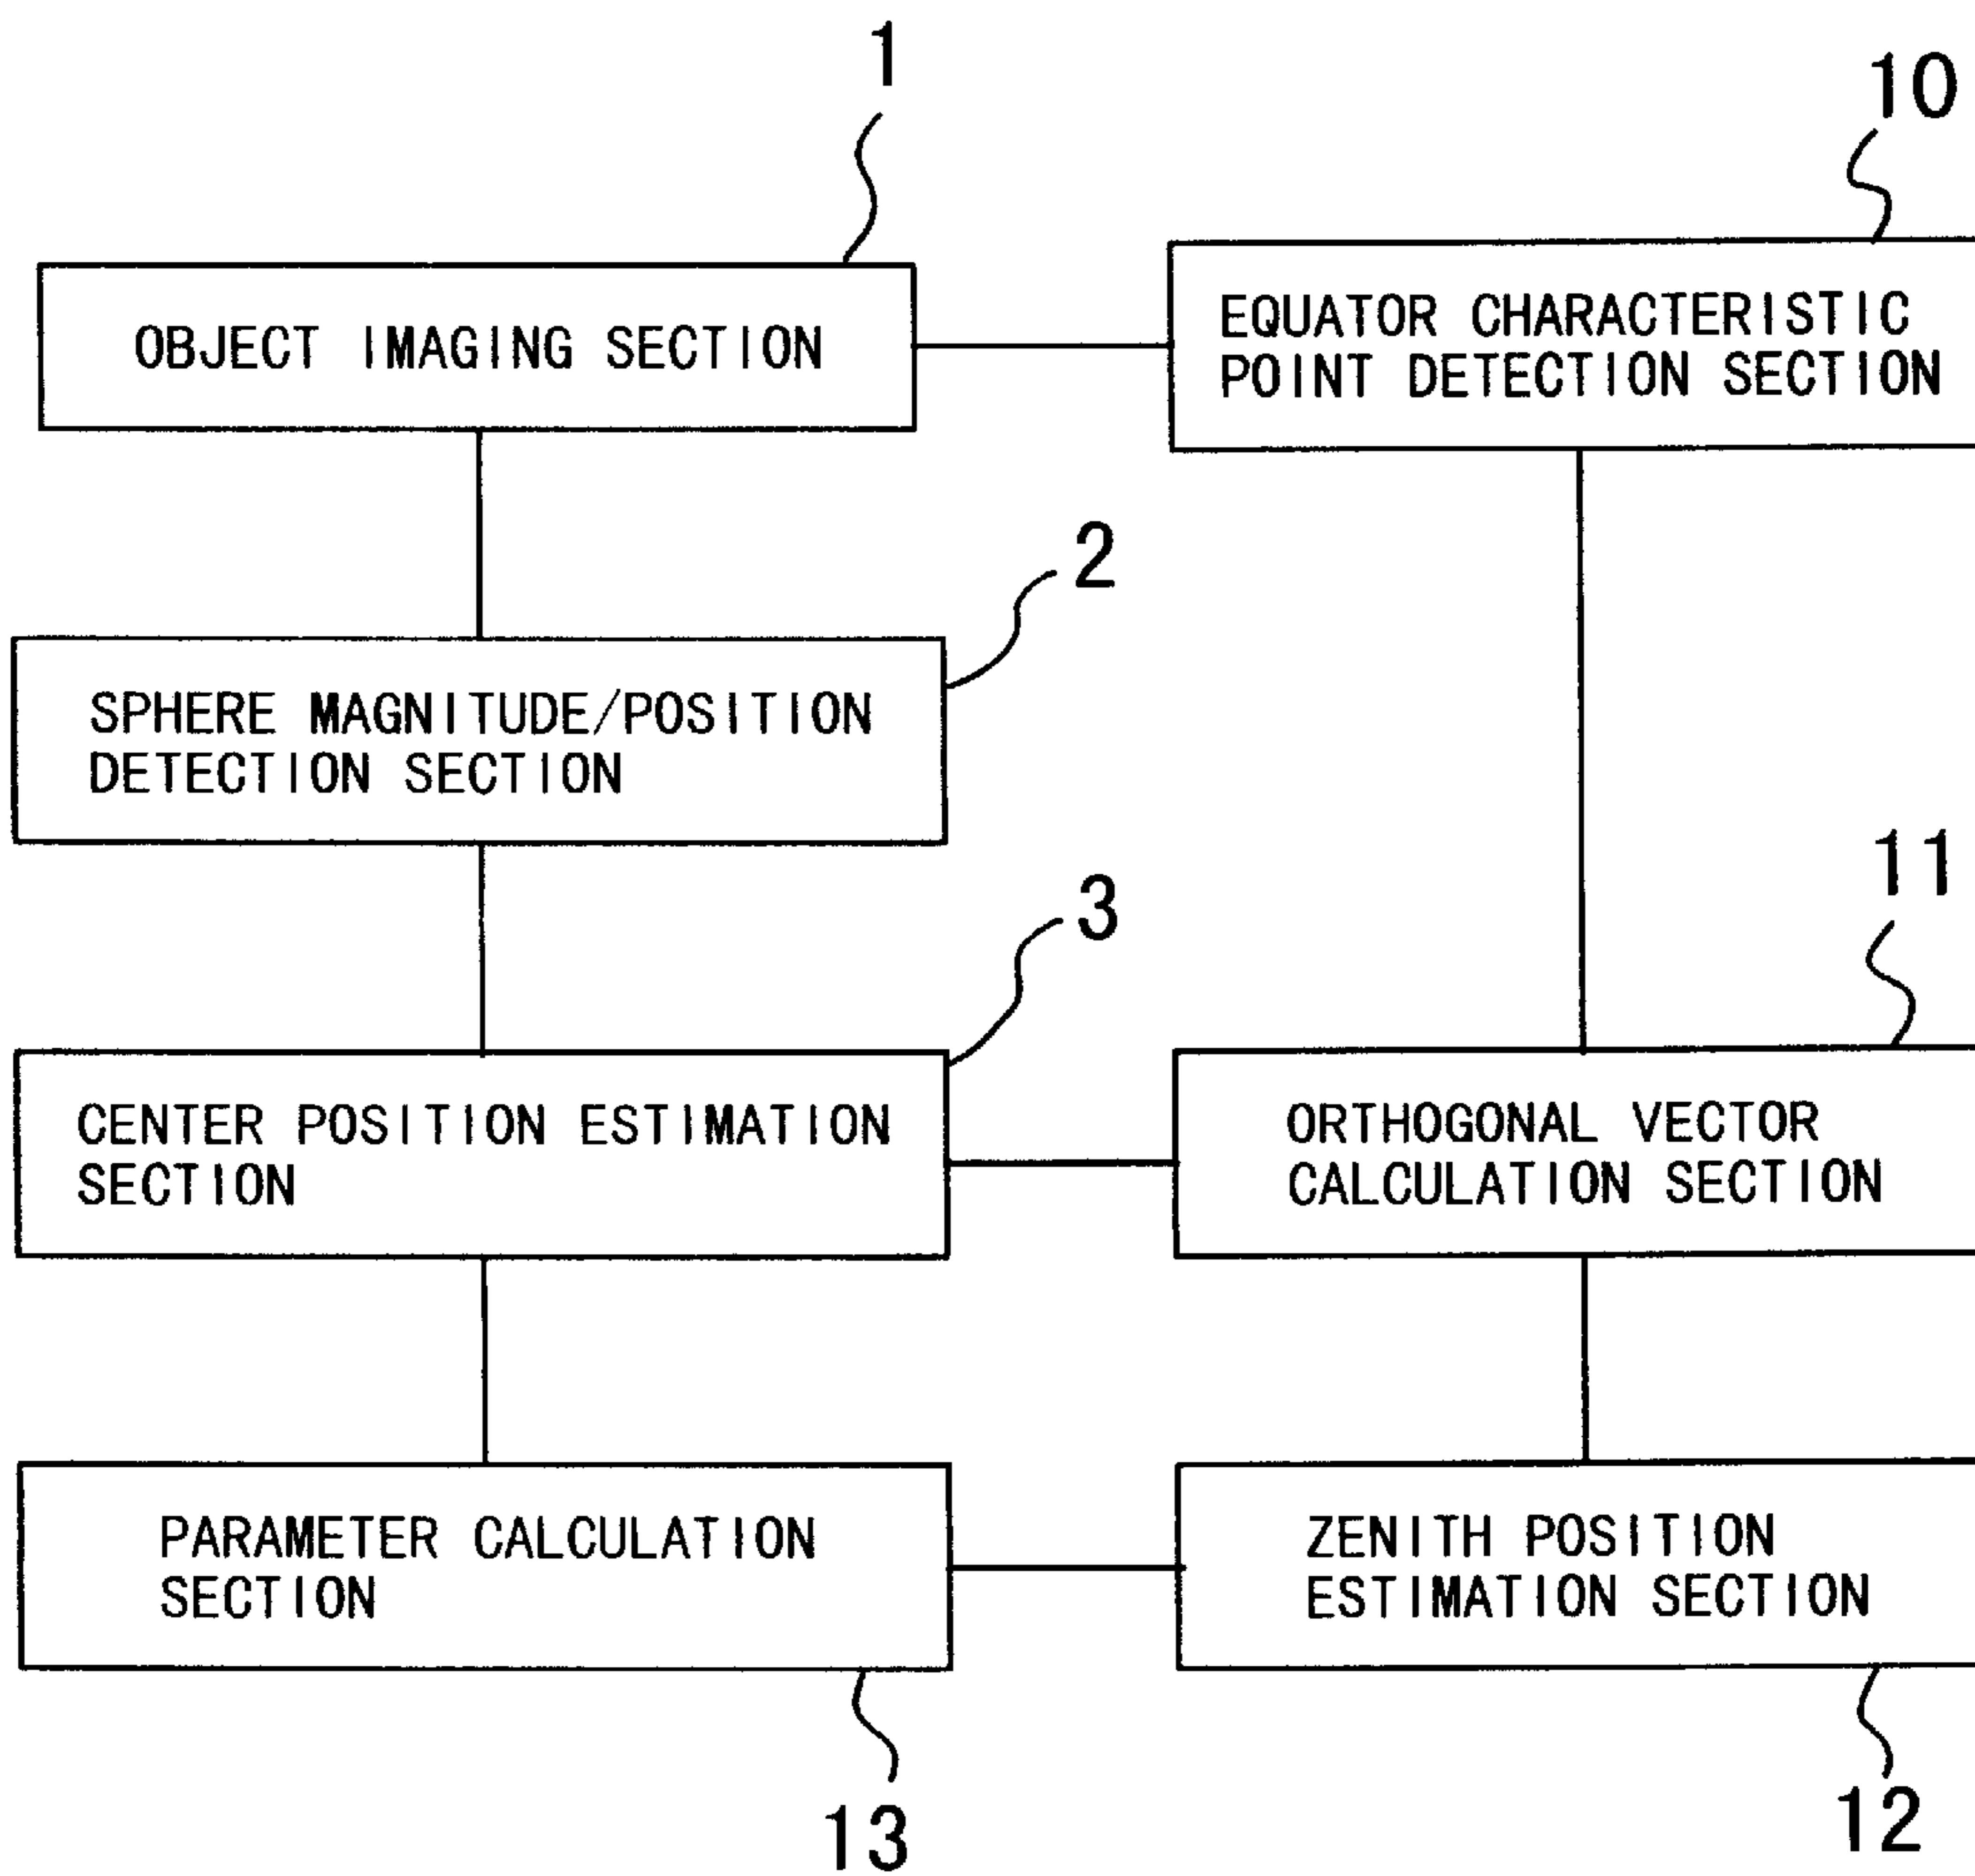 1
10
OBJECT IMAGING SECTION
EQUATOR CHARACTERISTIC
POINT DETECTION SECTION
2
SPHERE MAGNITUDE/POSITION
DETECTION SECTION
11
3
CENTER POSITION ESTIMATION
SECTION
ORTHOGONAL VECTOR
CALCULATION SECTION
PARAMETER CALCULATION
SECTION
ZENITH POSITION
ESTIMATION SECTION
13
12